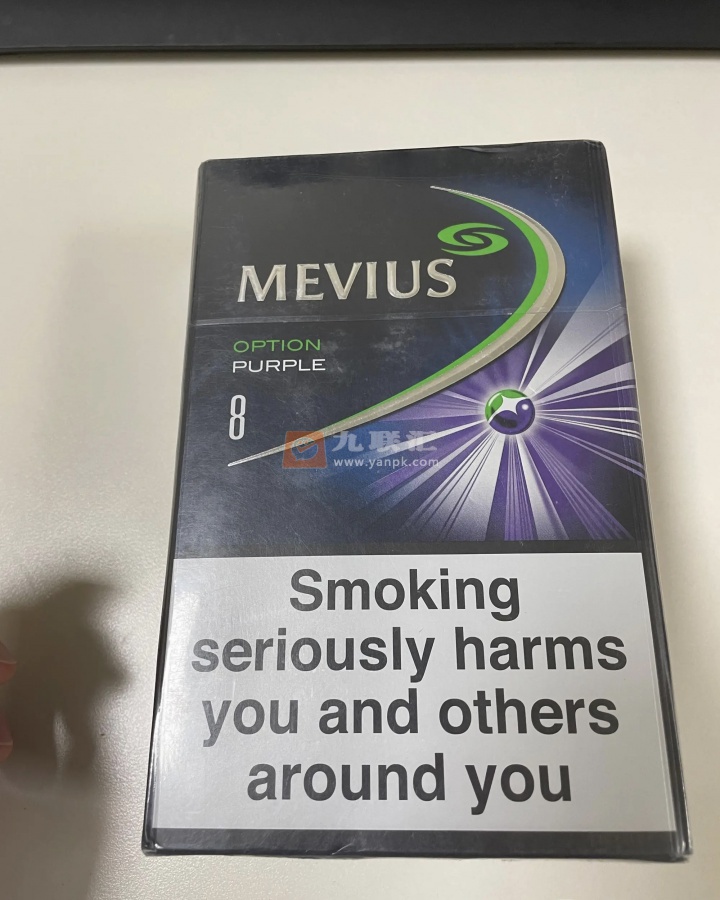 MEVIUS
OPTION
PURPLE
8
九联汇
www.yanpk.com
Smoking
seriously harms
you and others
around you